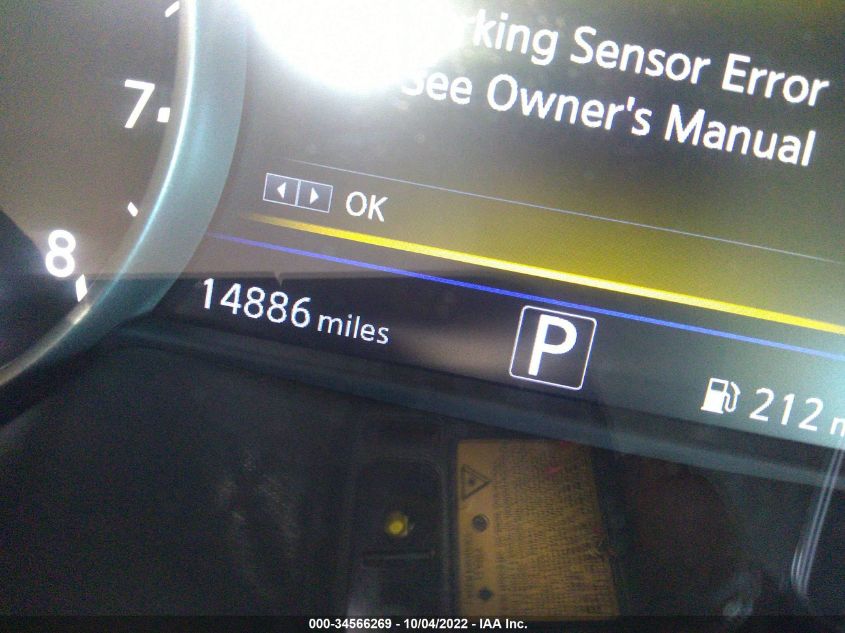 rking Sensor Error
See Owner's Manual
OK
7
8
14886 miles
P
212 m
000-34566269 - 10/04/2022 - IAA Inc.